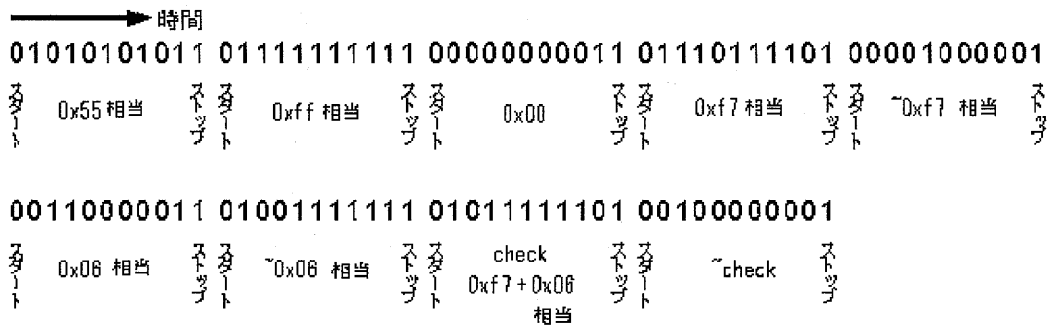 時間
01010101011 01111111111 00000000011 01110111101 00001000001
スタート 0x55 相当 ストップ スタート 0xff 相当 ストップ スタート 0x00 ストップ スタート 0xf7 相当 ストップ スタート ~0xf7 相当 ストップ
00110000011 01001111111 01011111101 00100000001
スタート 0x06 相当 ストップ スタート ~0x06 相当 ストップ スタート check ストップ スタート ~check ストップ
0xf7+0x06
相当